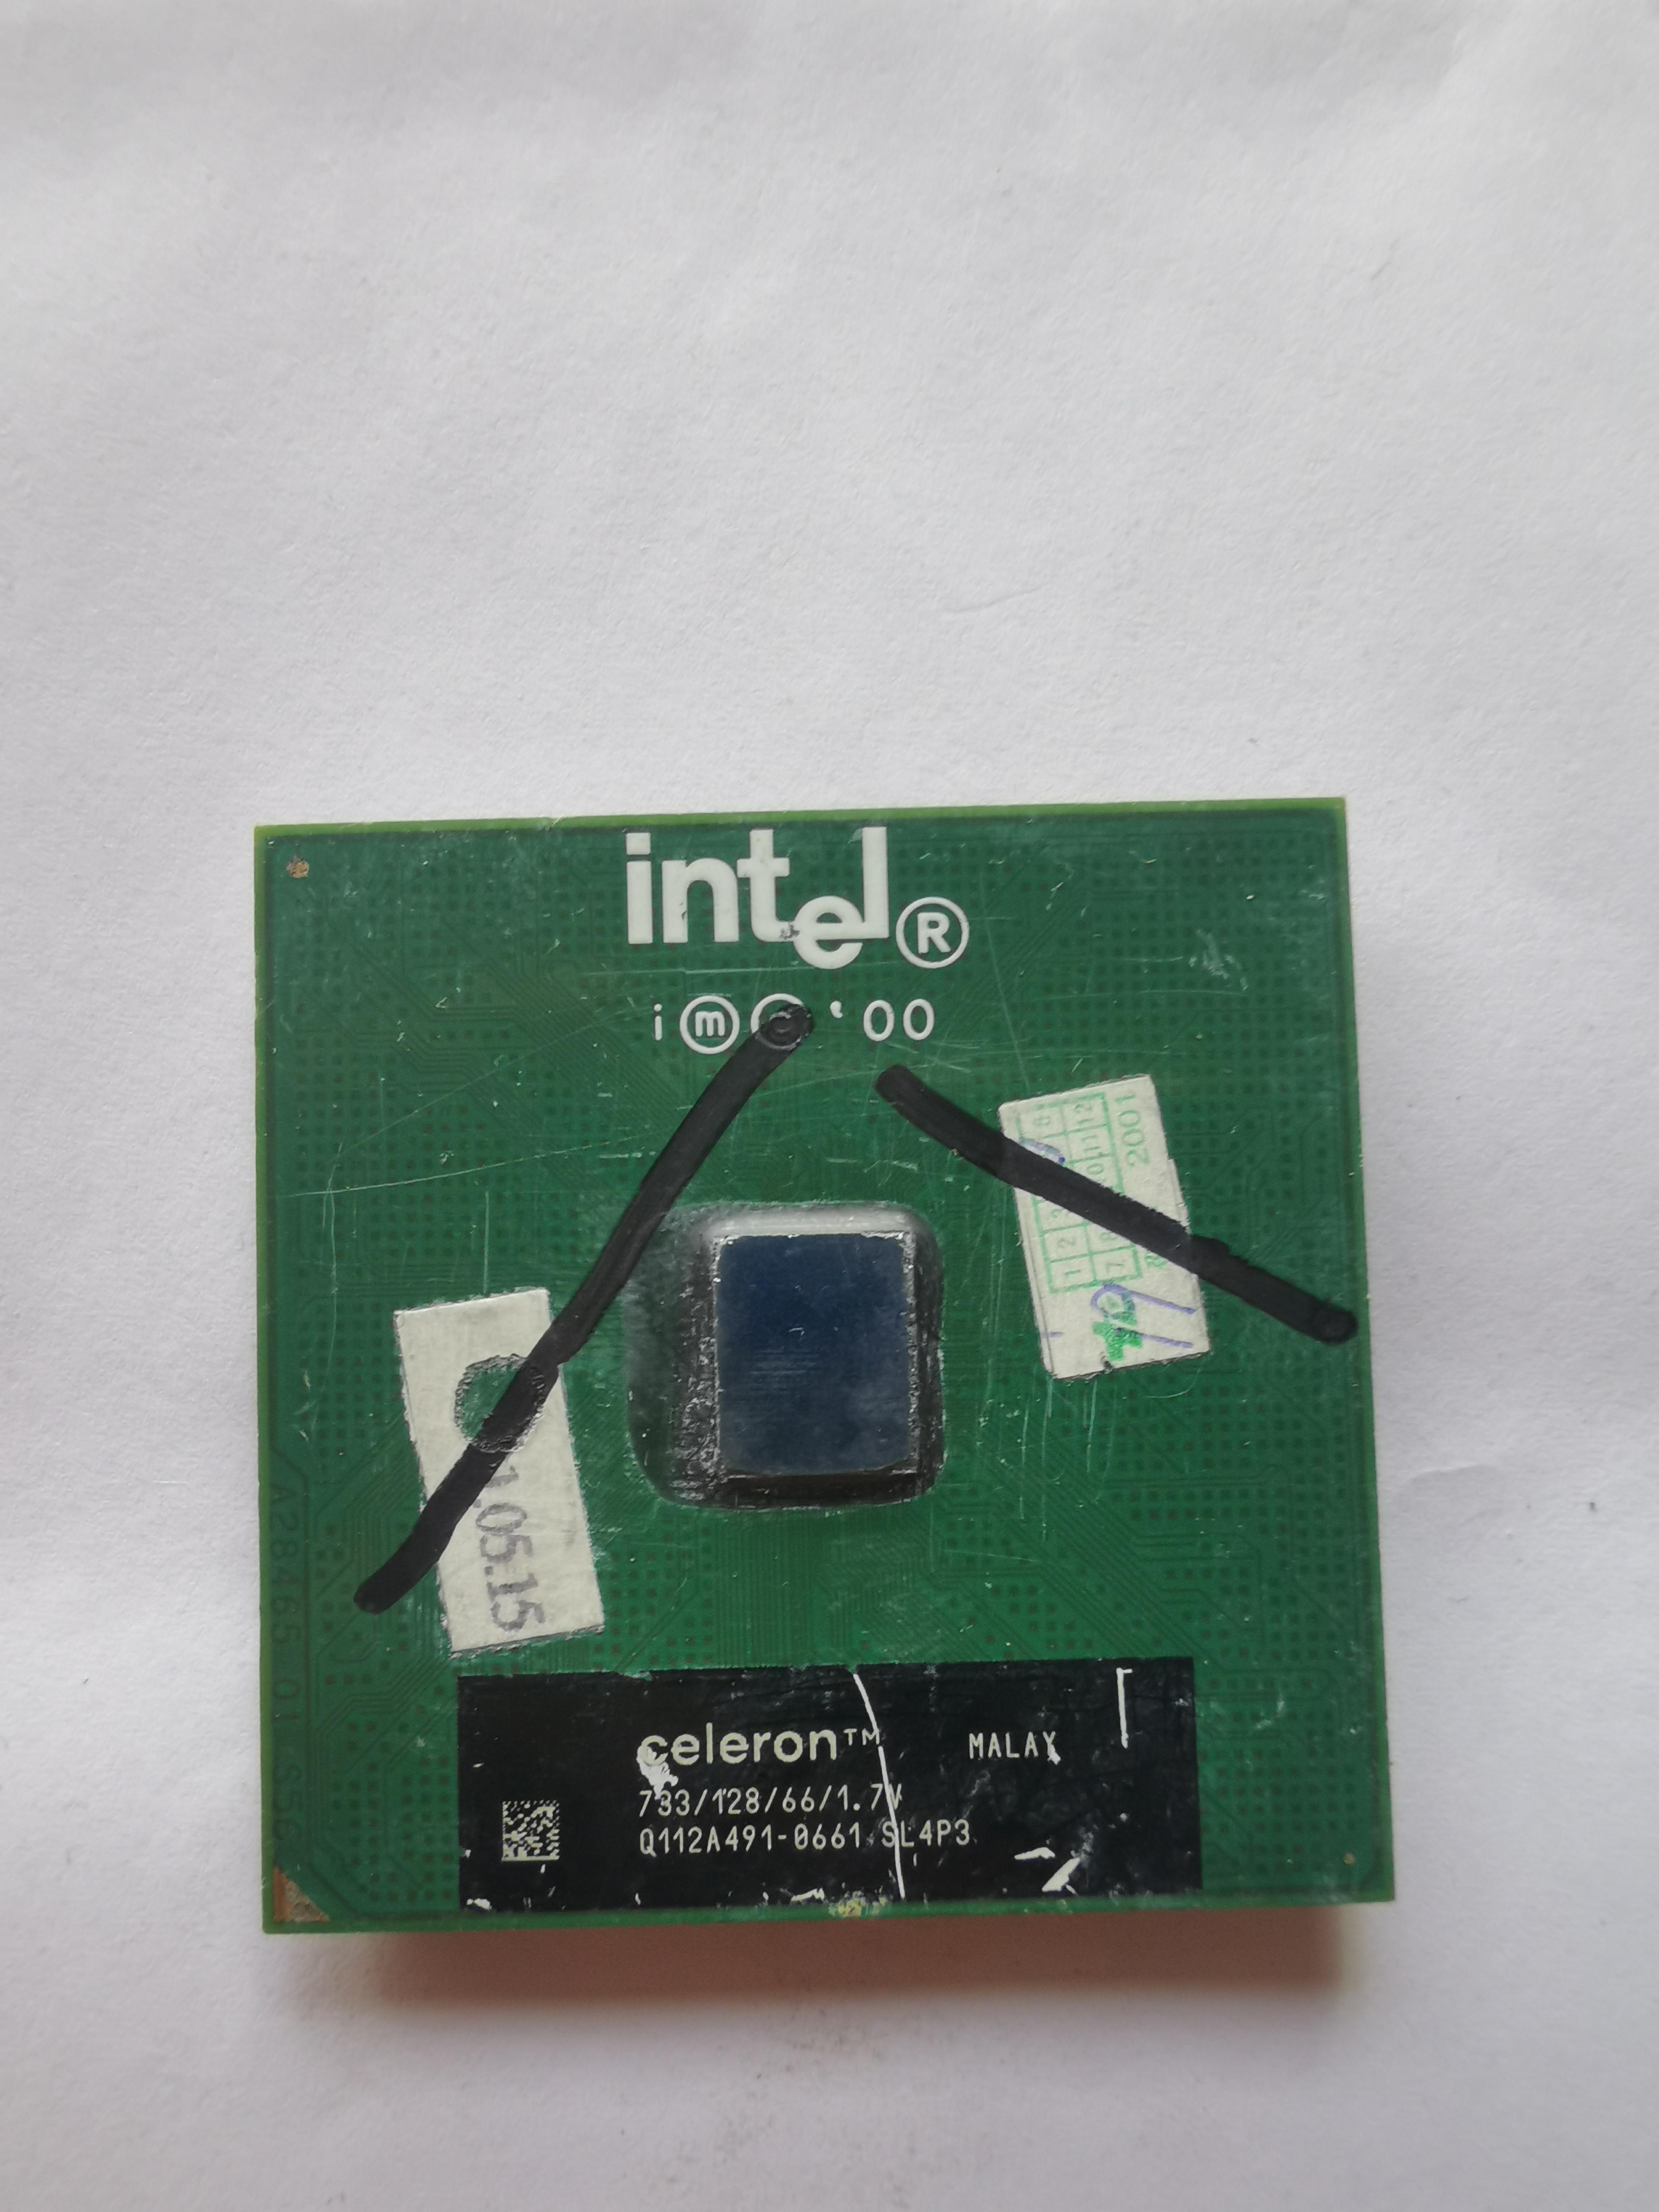 intel®
i ⓜ © '00
2001
1.05.15
celeron™ MALAY
733/128/66/1.7V
Q112A491-0661 SL4P3